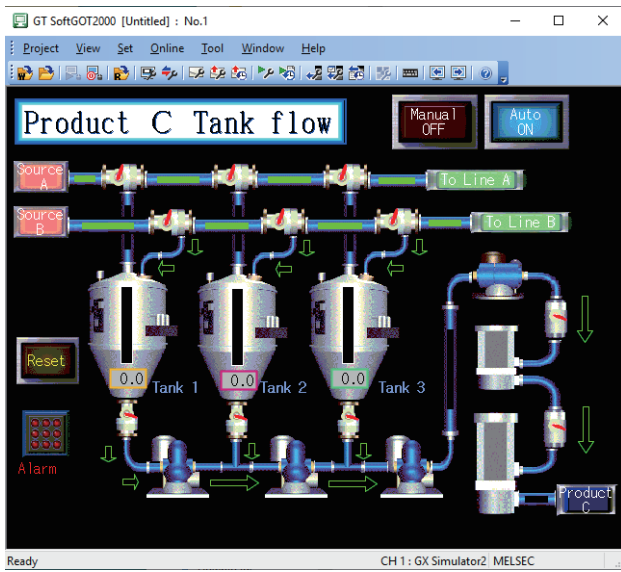 GT SoftGOT2000 [Untitled] : No.1
Project View Set Online Tool Window Help
Product C Tank flow
Manual
OFF
Auto
ON
Source
A
To Line A
Source
B
To Line B
Reset
0.0
Tank 1
0.0
Tank 2
0.0
Tank 3
Alarm
Product
C
Ready
CH 1 : GX Simulator2 MELSEC